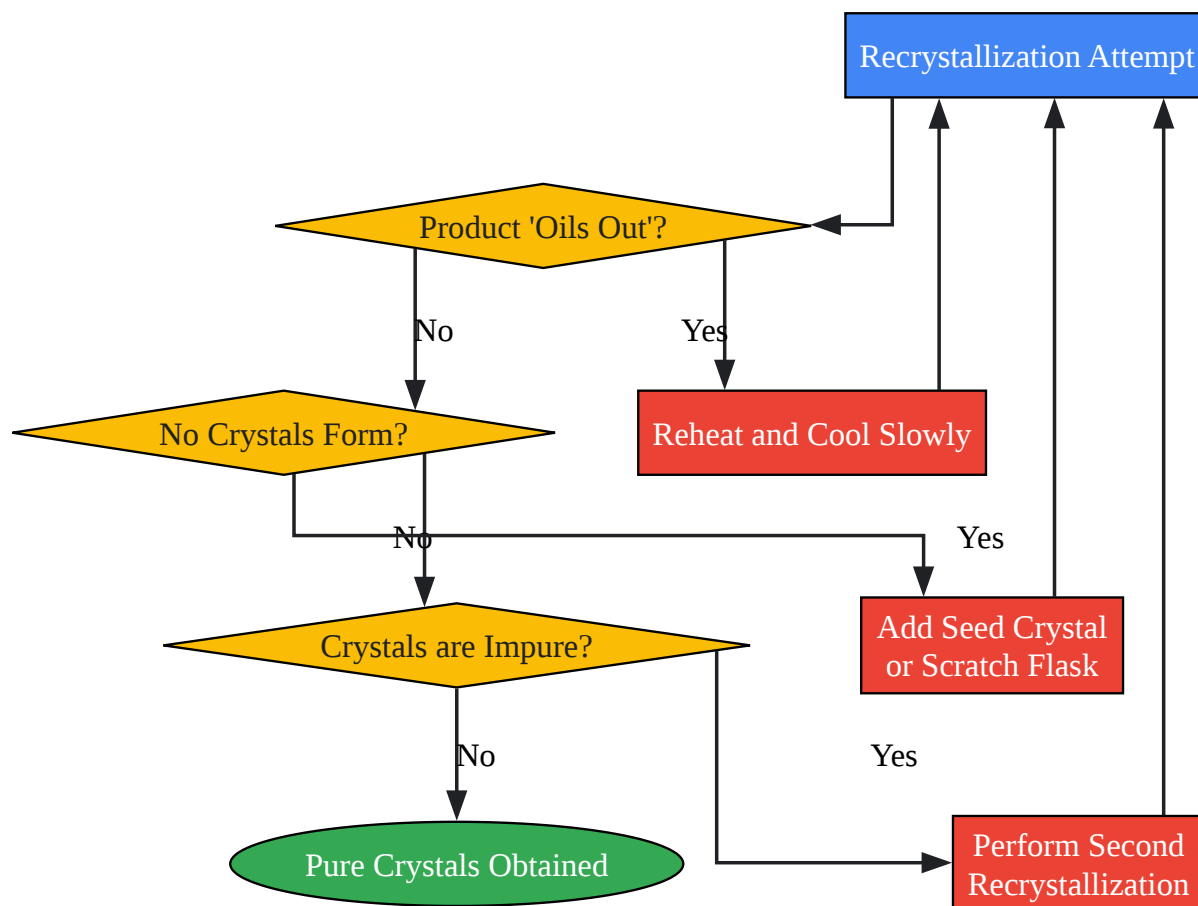 Recrystallization Attempt
Product 'Oils Out'?
No
Yes
No Crystals Form?
Reheat and Cool Slowly
No
Yes
Add Seed Crystal
or Scratch Flask
Crystals are Impure?
No
Yes
Pure Crystals Obtained
Perform Second
Recrystallization